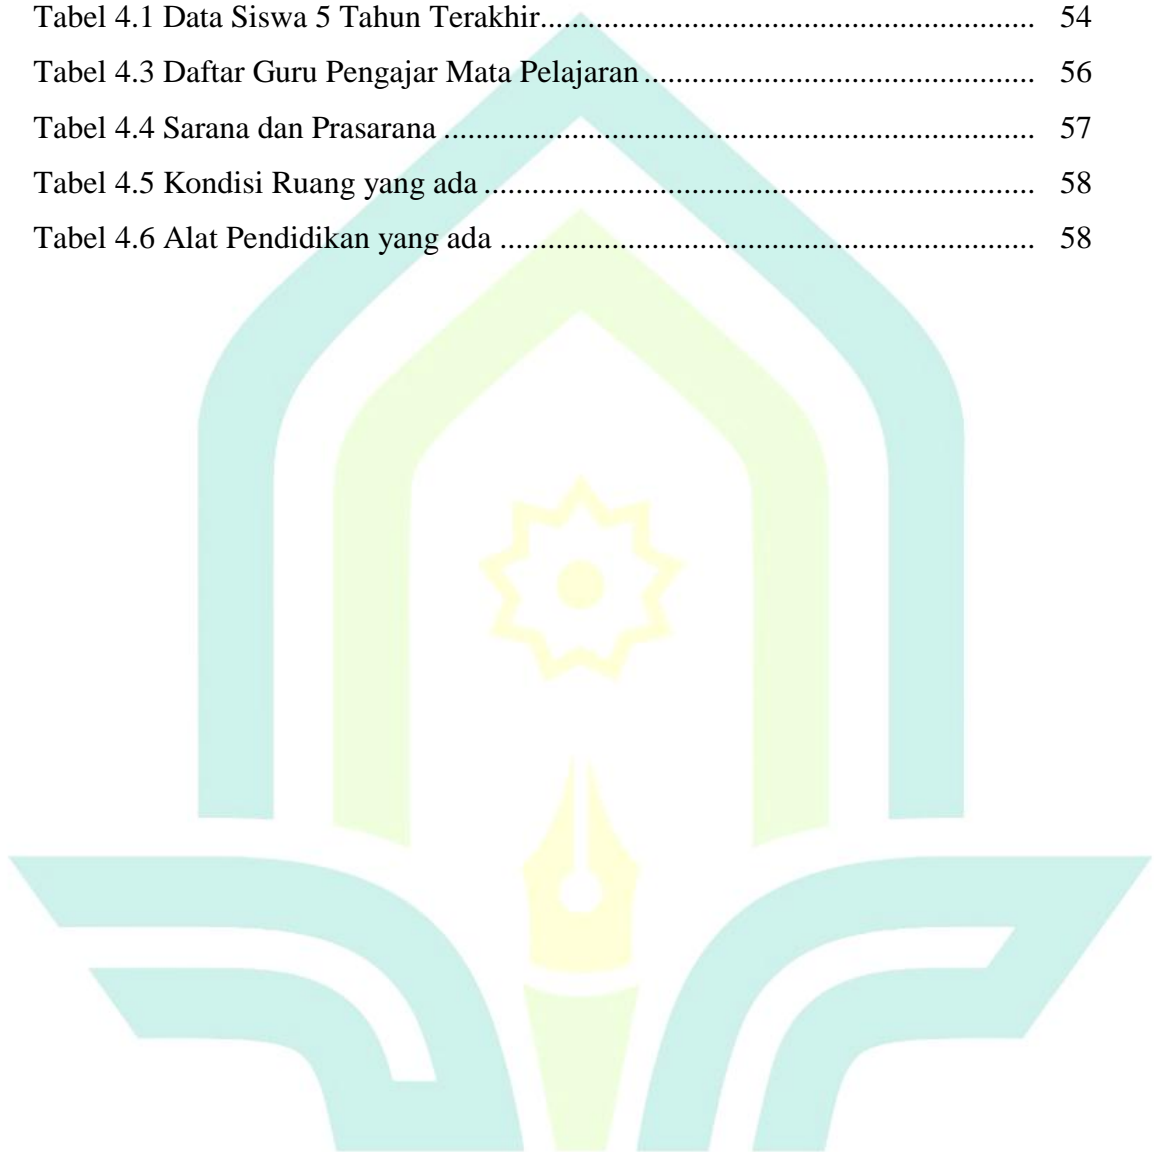 Tabel 4.1 Data Siswa 5 Tahun Terakhir............................................................. 54
Tabel 4.3 Daftar Guru Pengajar Mata Pelajaran ................................................ 56
Tabel 4.4 Sarana dan Prasarana ......................................................................... 57
Tabel 4.5 Kondisi Ruang yang ada .................................................................... 58
Tabel 4.6 Alat Pendidikan yang ada .................................................................. 58